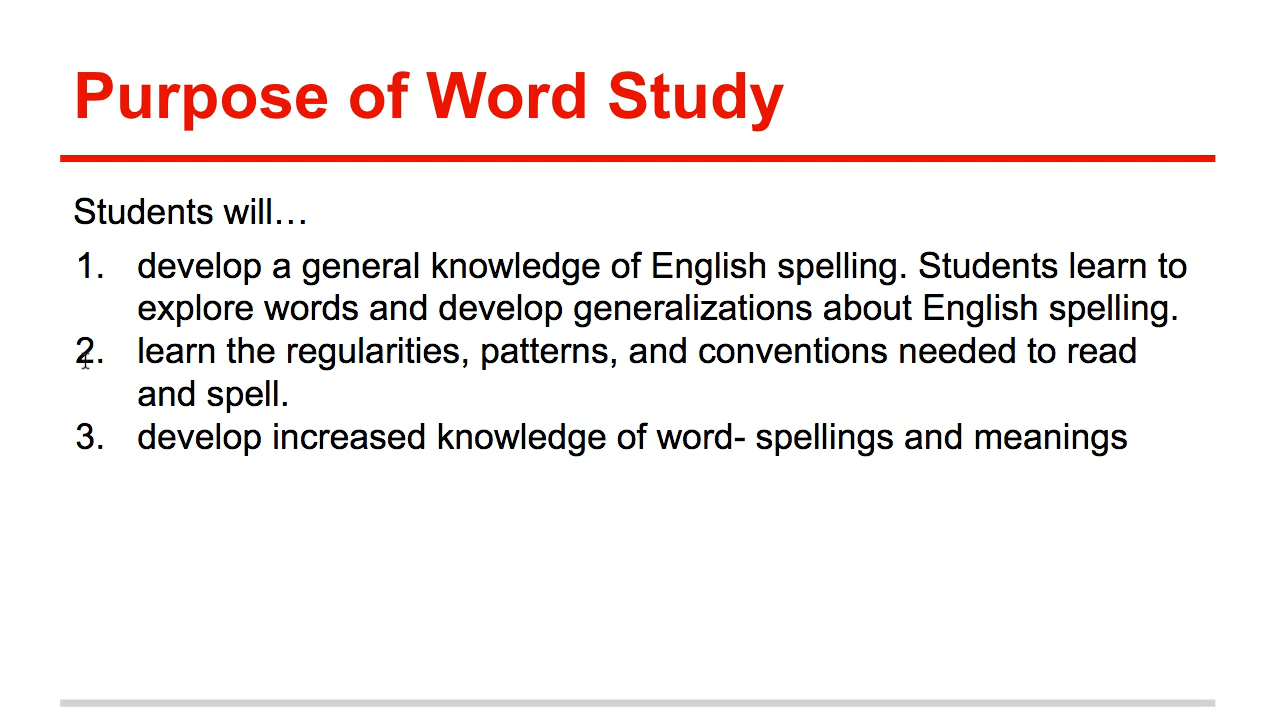 Purpose of Word Study
Students will…
1. develop a general knowledge of English spelling. Students learn to
explore words and develop generalizations about English spelling.
2. learn the regularities, patterns, and conventions needed to read
and spell.
3. develop increased knowledge of word- spellings and meanings